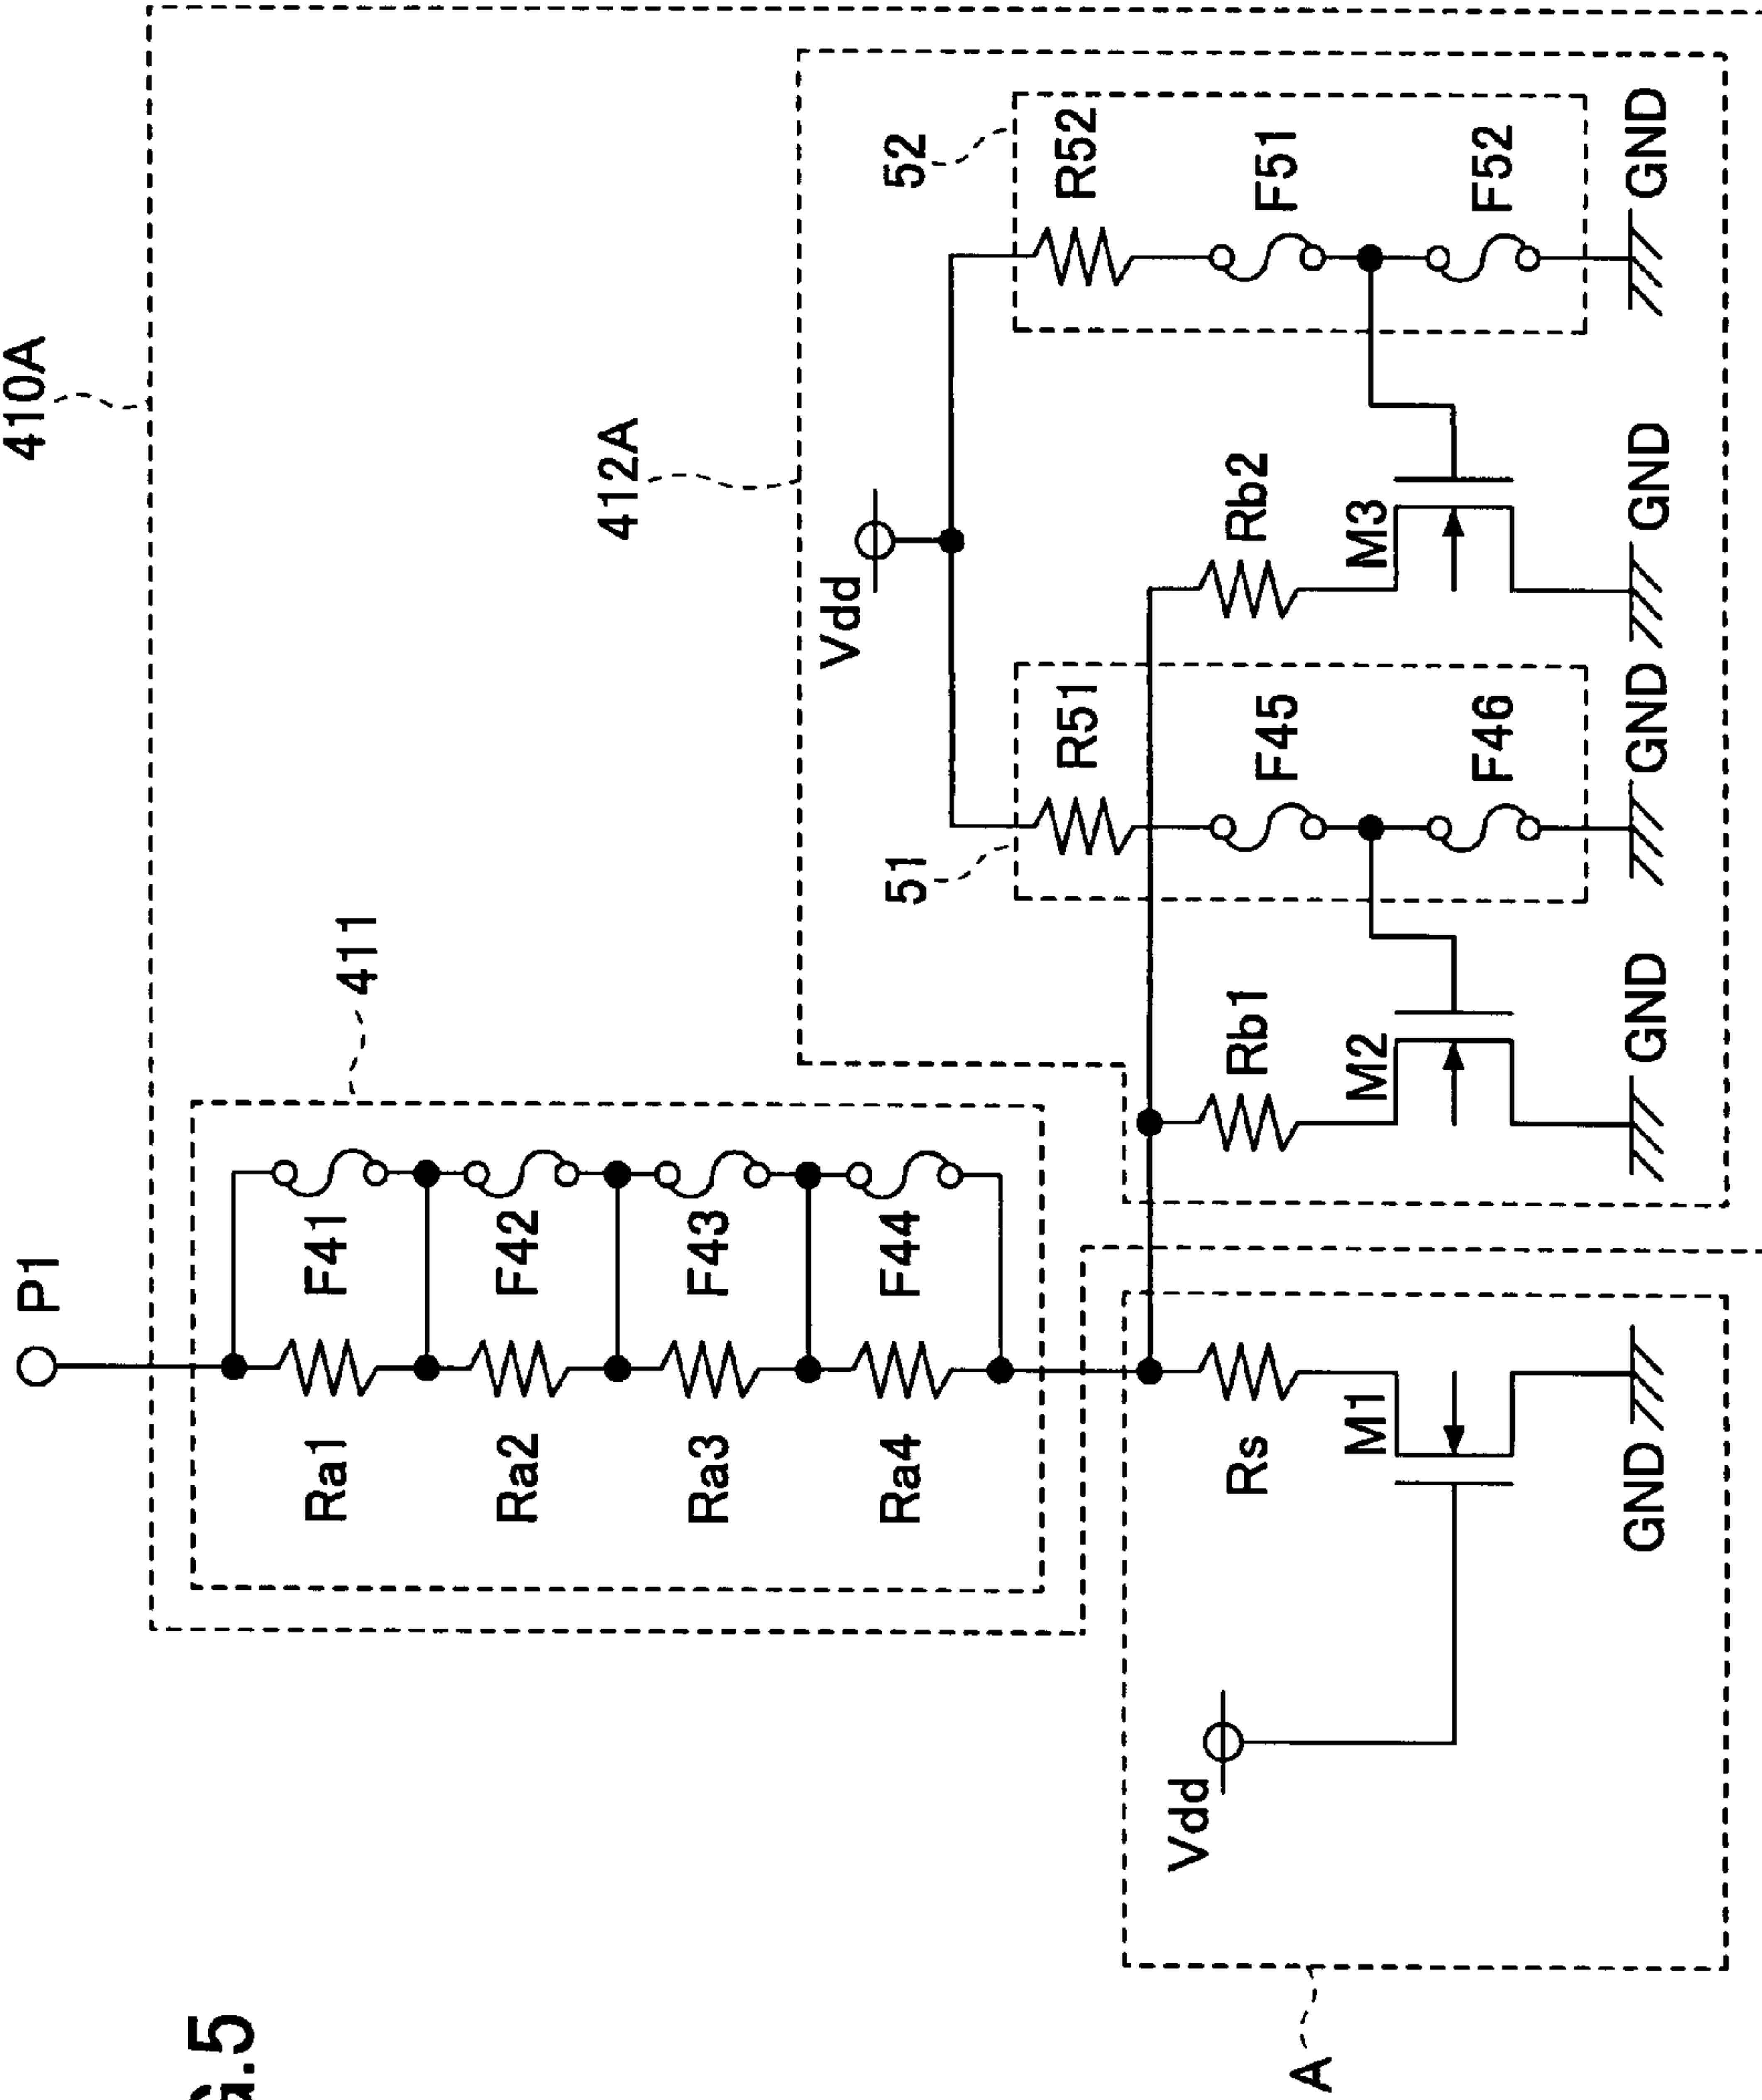 G.5
410A
P1
411
Ra1
F41
Ra2
F42
Ra3
F43
Ra4
F44
412A
Vdd
51
52
R51
R52
F45
F46
F51
F52
Rb1
Rb2
M2
M3
GND
GND
GND
GND
A
Vdd
Rs
M1
GND